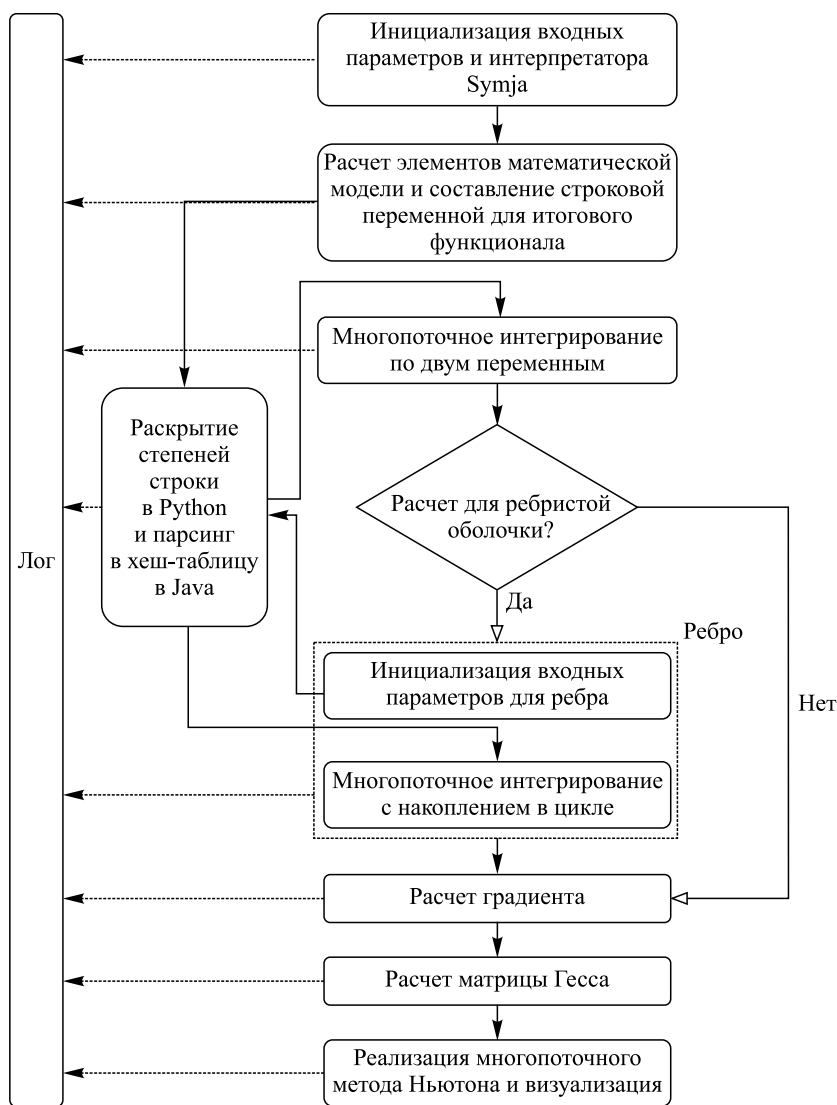 Инициализация входных
параметров и интерпретатора
Symja
Расчет элементов математической
модели и составление строковой
переменной для итогового
функционала
Многопоточное интегрирование
по двум переменным
Раскрытие
степеней
строки
в Python
и парсинг
в хеш-таблицу
в Java
Расчет для ребристой
оболочки?
Лог
Да
Ребро
Нет
Инициализация входных
параметров для ребра
Многопоточное интегрирование
с накоплением в цикле
Расчет градиента
Расчет матрицы Гесса
Реализация многопоточного
метода Ньютона и визуализация